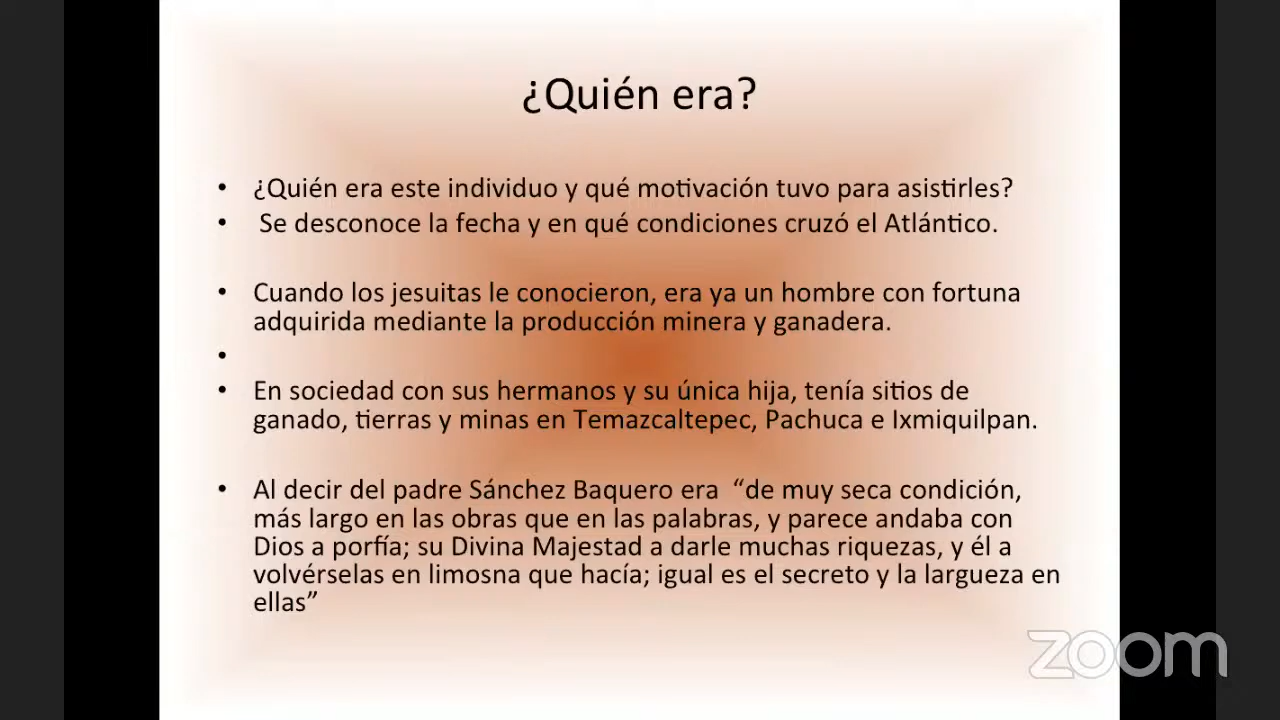 ¿Quién era?
• ¿Quién era este individuo y qué motivación tuvo para asistirles?
• Se desconoce la fecha y en qué condiciones cruzó el Atlántico.
• Cuando los jesuitas le conocieron, era ya un hombre con fortuna
adquirida mediante la producción minera y ganadera.
•
• En sociedad con sus hermanos y su única hija, tenía sitios de
ganado, tierras y minas en Temazcaltepec, Pachuca e Ixmiquilpan.
• Al decir del padre Sánchez Baquero era “de muy seca condición,
más largo en las obras que en las palabras, y parece andaba con
Dios a porfía; su Divina Majestad a darle muchas riquezas, y él a
volvérselas en limosna que hacía; igual es el secreto y la largueza en
ellas”
zoom